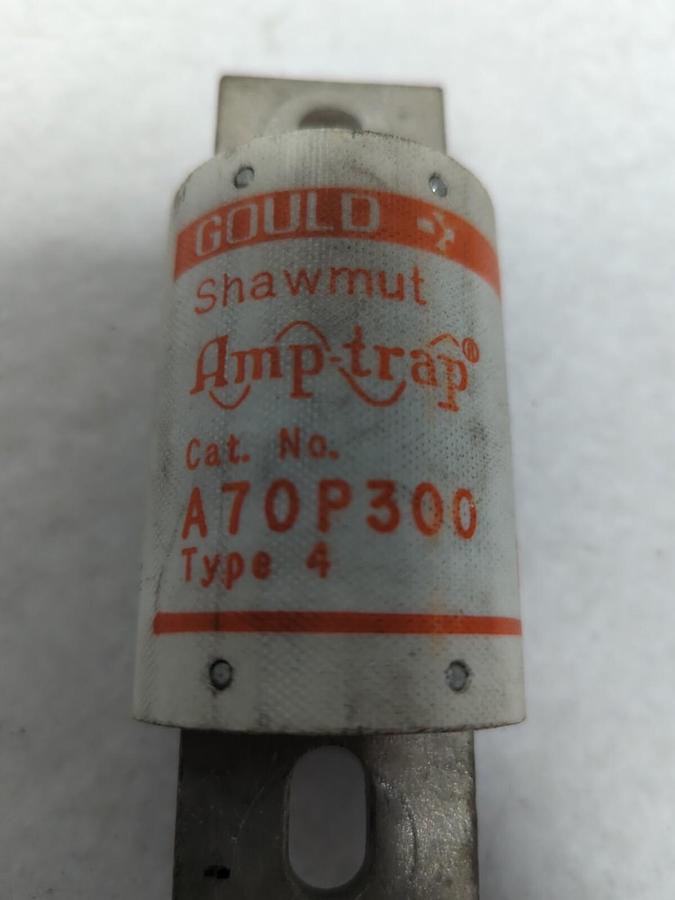 GOULD
Shawmut
Amp-trap®
Cat. No.
A70P300
Type 4